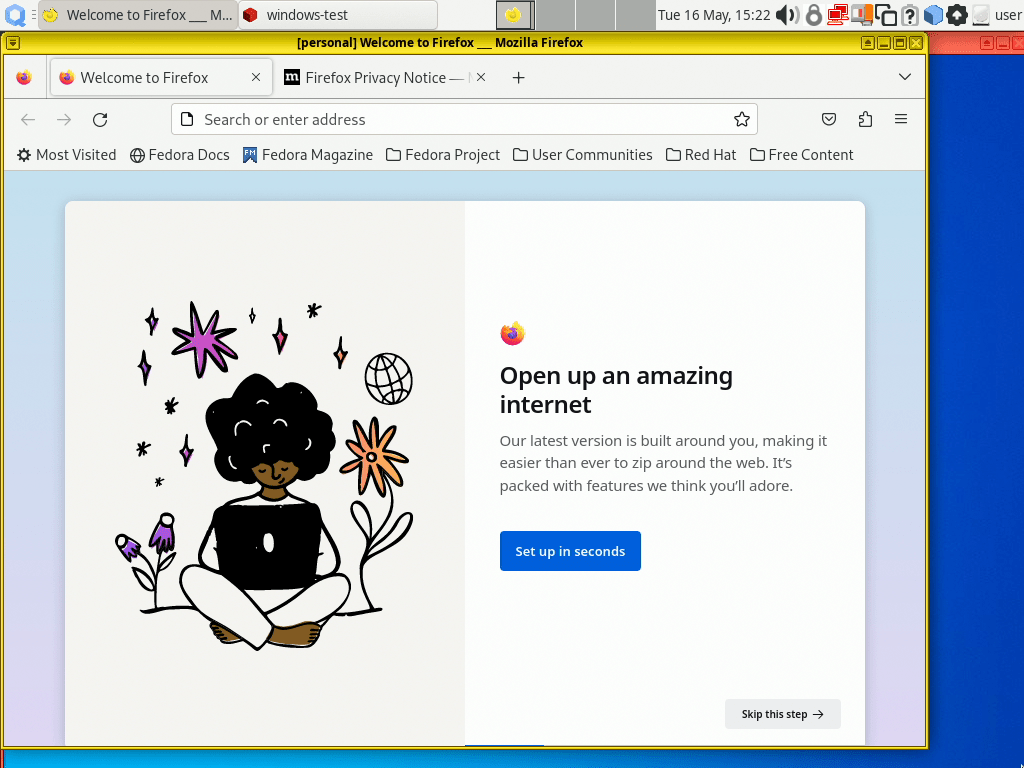 Welcome to Firefox ___ M...
windows-test
Tue 16 May, 15:22
user
[personal] Welcome to Firefox ___ Mozilla Firefox
Welcome to Firefox
Firefox Privacy Notice —
Search or enter address
Most Visited
Fedora Docs
FM
Fedora Magazine
Fedora Project
User Communities
Red Hat
Free Content
Open up an amazing
internet
Our latest version is built around you, making it
easier than ever to zip around the web. It’s
packed with features we think you’ll adore.
Set up in seconds
Skip this step